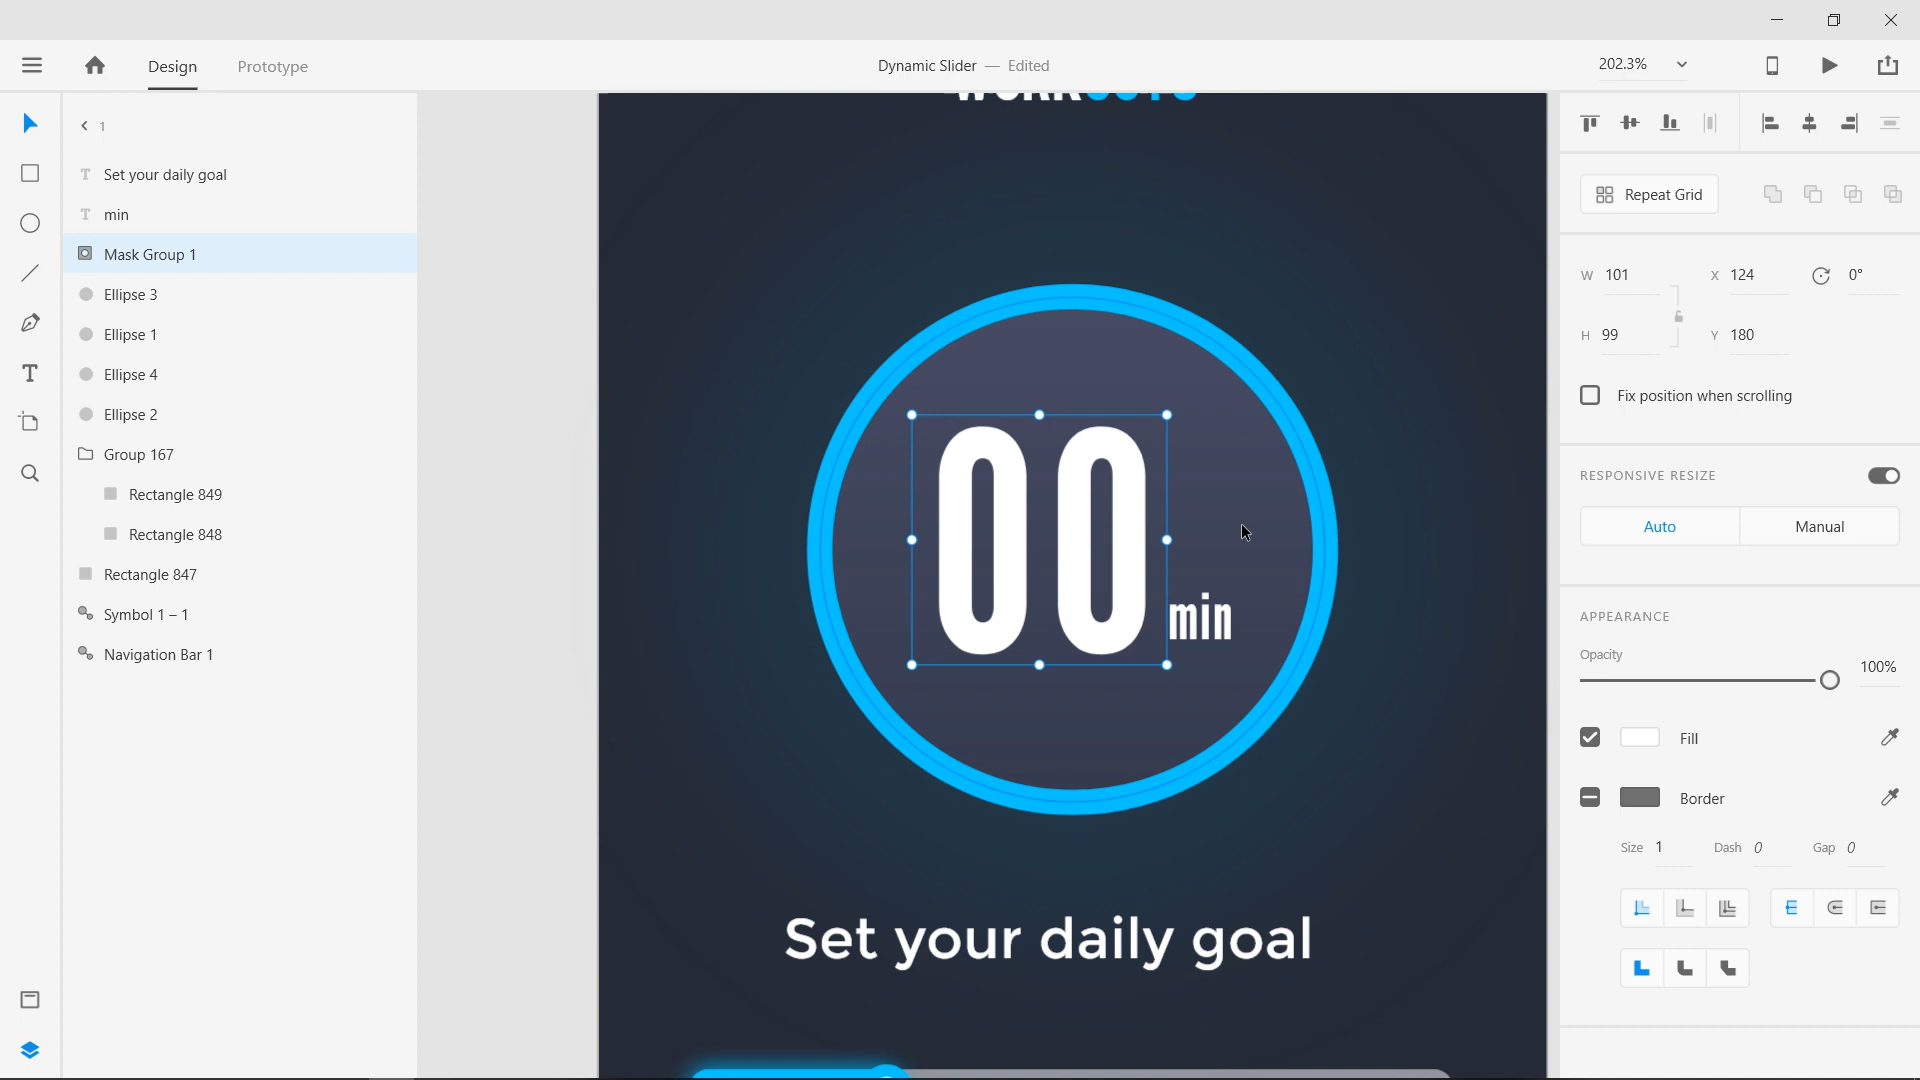 Design
Prototype
Dynamic Slider — Edited
202.3%
1
Set your daily goal
min
Mask Group 1
Ellipse 3
Ellipse 1
Ellipse 4
Ellipse 2
Group 167
Rectangle 849
Rectangle 848
Rectangle 847
Symbol 1 – 1
Navigation Bar 1
00
min
Set your daily goal
Repeat Grid
W 101 X 124 0°
H 99 Y 180
Fix position when scrolling
RESPONSIVE RESIZE
Auto Manual
APPEARANCE
Opacity
100%
Fill
Border
Size 1 Dash 0 Gap 0